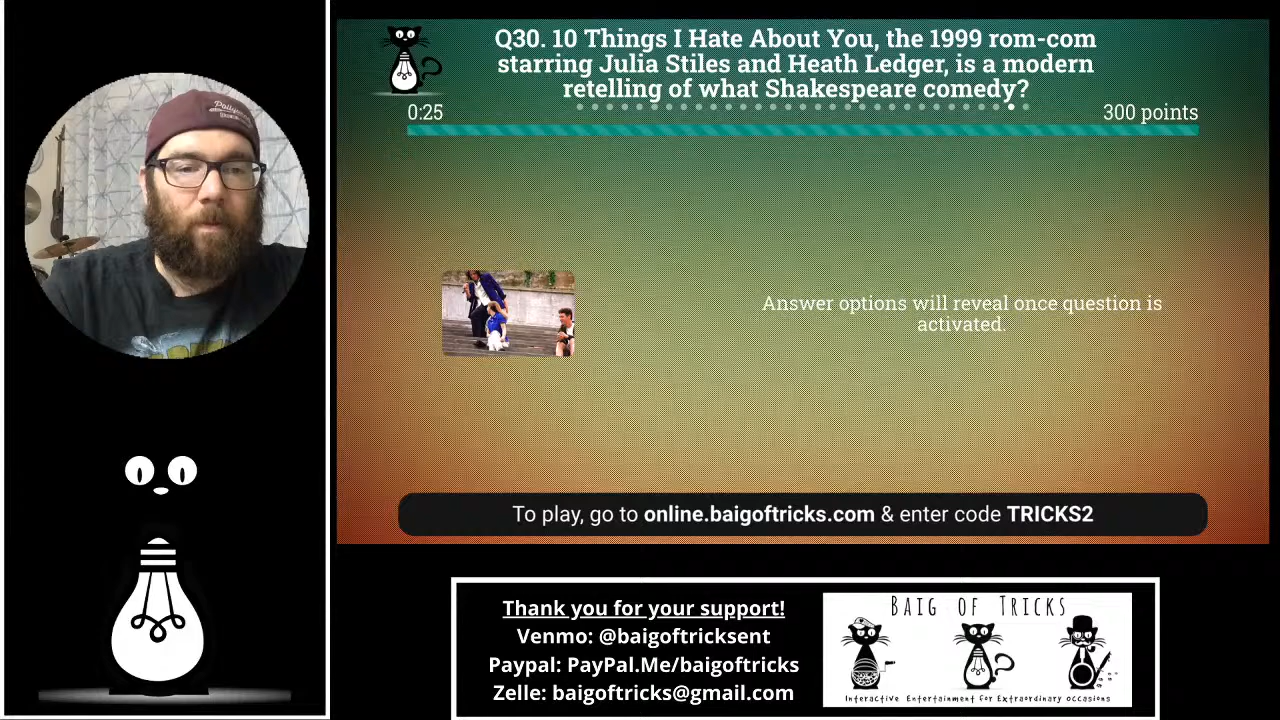 Q30. 10 Things I Hate About You, the 1999 rom-com
starring Julia Stiles and Heath Ledger, is a modern
retelling of what Shakespeare comedy?
0:25
300 points
Answer options will reveal once question is
activated.
To play, go to online.baigoftricks.com & enter code TRICKS2
Thank you for your support!
Venmo: @baigoftricksent
Paypal: PayPal.Me/baigoftricks
Zelle: baigoftricks@gmail.com
BAIG OF TRICKS
Interactive Entertainment for Extraordinary occasions